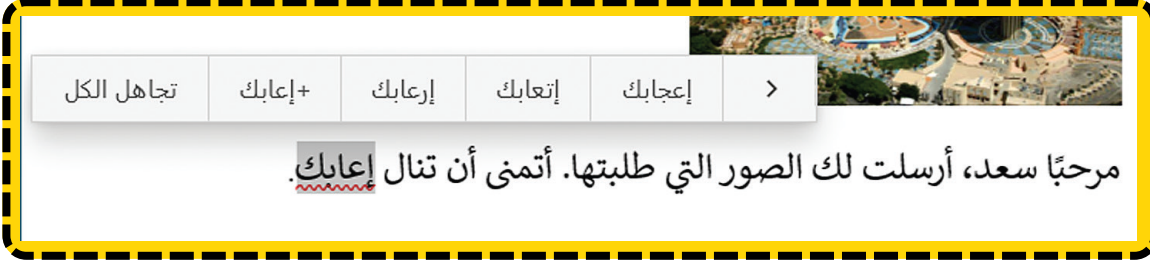 إعجابك إتعابك إرعابك +إعابك تجاهل الكل
مرحبًا سعد، أرسلت لك الصور التي طلبتها. أتمنى أن تنال إعابك.